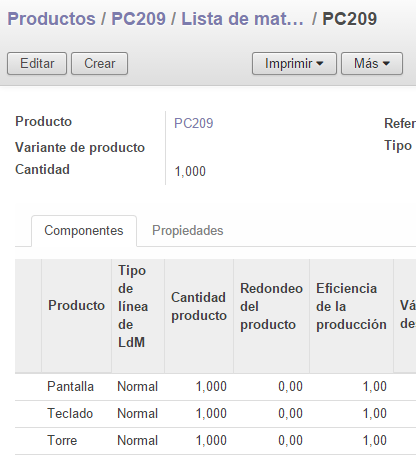 Productos / PC209 / Lista de mat... / PC209
Editar Crear Imprimir Más
Producto PC209 Refer
Variante de producto Tipo
Cantidad 1,000
Componentes Propiedades
Producto Tipo de línea de LdM Cantidad producto Redondeo del producto Eficiencia de la producción Vá de
Pantalla Normal 1,000 0,00 1,00
Teclado Normal 1,000 0,00 1,00
Torre Normal 1,000 0,00 1,00